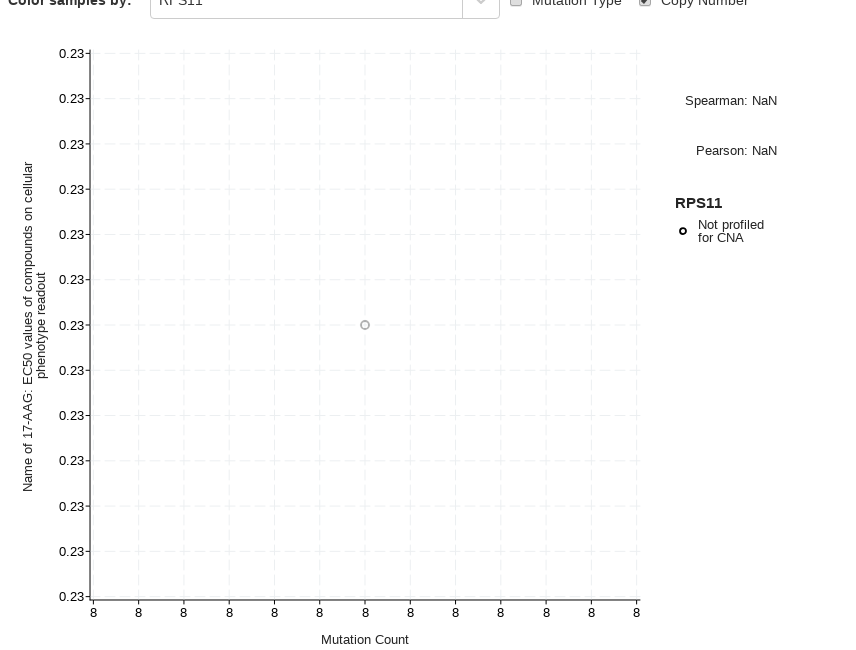 Color samples by:
RPS11
Mutation Type
Copy Number
0.23
0.23
0.23
0.23
0.23
0.23
0.23
0.23
0.23
0.23
0.23
0.23
0.23
Name of 17-AAG: EC50 values of compounds on cellular
phenotype readout
8 8 8 8 8 8 8 8 8 8 8 8 8
Mutation Count
Spearman: NaN
Pearson: NaN
RPS11
Not profiled
for CNA